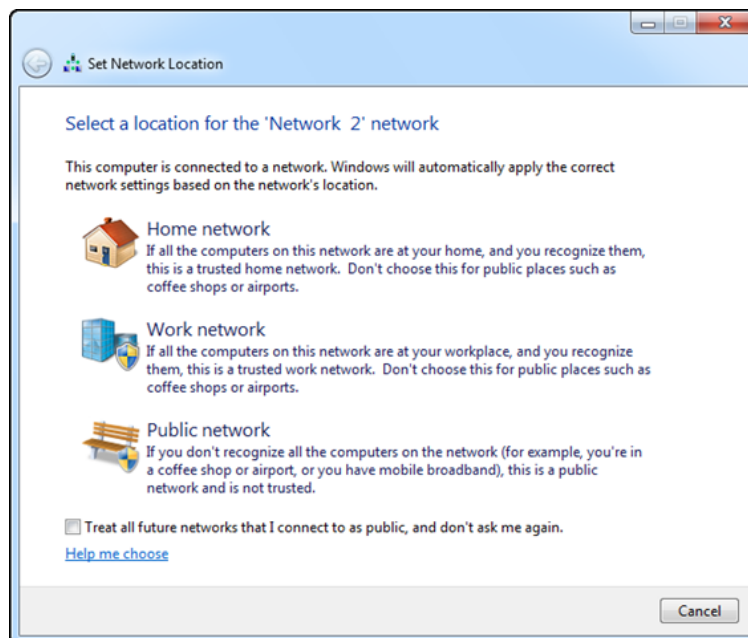 Set Network Location
Select a location for the 'Network  2' network
This computer is connected to a network. Windows will automatically apply the correct
network settings based on the network's location.
Home network
If all the computers on this network are at your home, and you recognize them,
this is a trusted home network.  Don't choose this for public places such as
coffee shops or airports.
Work network
If all the computers on this network are at your workplace, and you recognize
them, this is a trusted work network.  Don't choose this for public places such as
coffee shops or airports.
Public network
If you don't recognize all the computers on the network (for example, you're in
a coffee shop or airport, or you have mobile broadband), this is a public
network and is not trusted.
Treat all future networks that I connect to as public, and don't ask me again.
Help me choose
Cancel